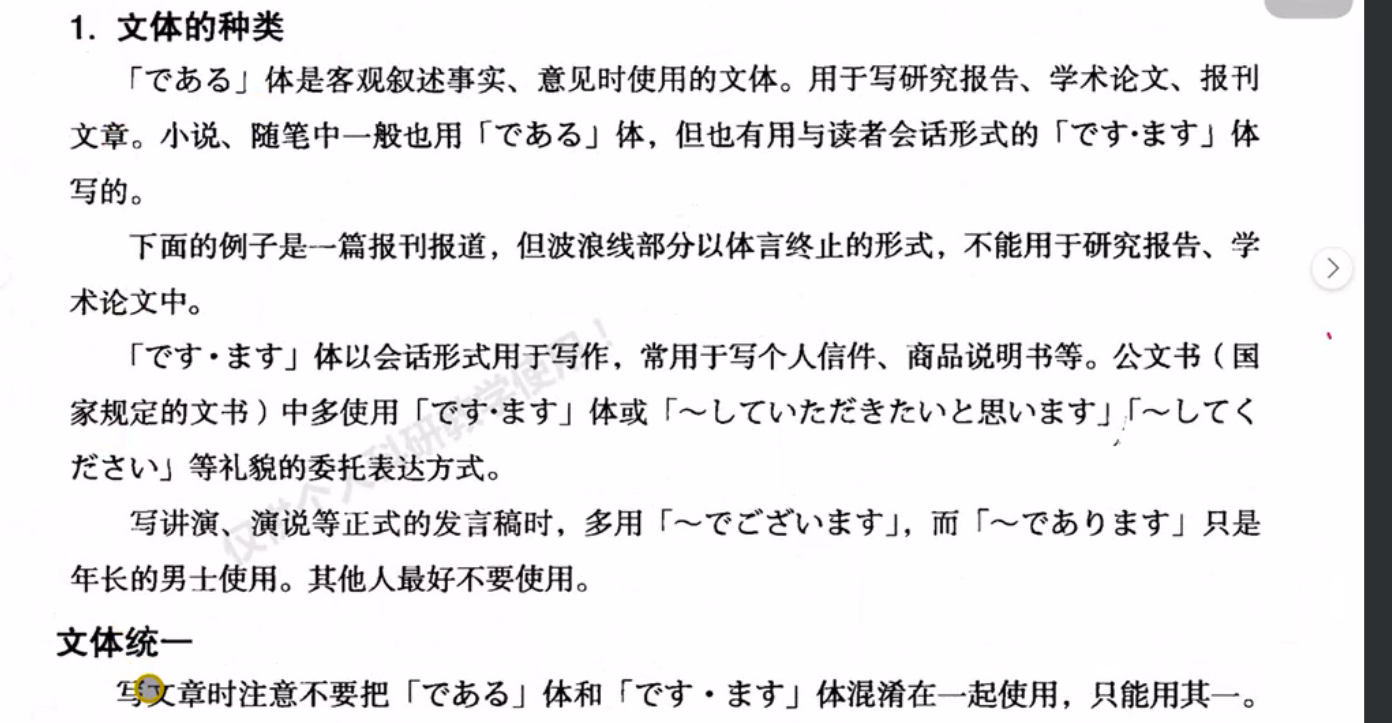 1. 文体的种类
「である」体是客观叙述事实、意见时使用的文体。用于写研究报告、学术论文、报刊
文章。小说、随笔中一般也用「である」体，但也有用与读者会话形式的「です·ます」体
写的。
下面的例子是一篇报刊报道，但波浪线部分以体言终止的形式，不能用于研究报告、学
术论文中。
「です・ます」体以会话形式用于写作，常用于写个人信件、商品说明书等。公文书（国
家规定的文书）中多使用「です·ます」体或「～していただきたいと思います」「～してく
ださい」等礼貌的委托表达方式。
写讲演、演说等正式的发言稿时，多用「～でございます」，而「～であります」只是
年长的男士使用。其他人最好不要使用。
文体统一
写文章时注意不要把「である」体和「です・ます」体混淆在一起使用，只能用其一。
仅供个人科研教学使用！